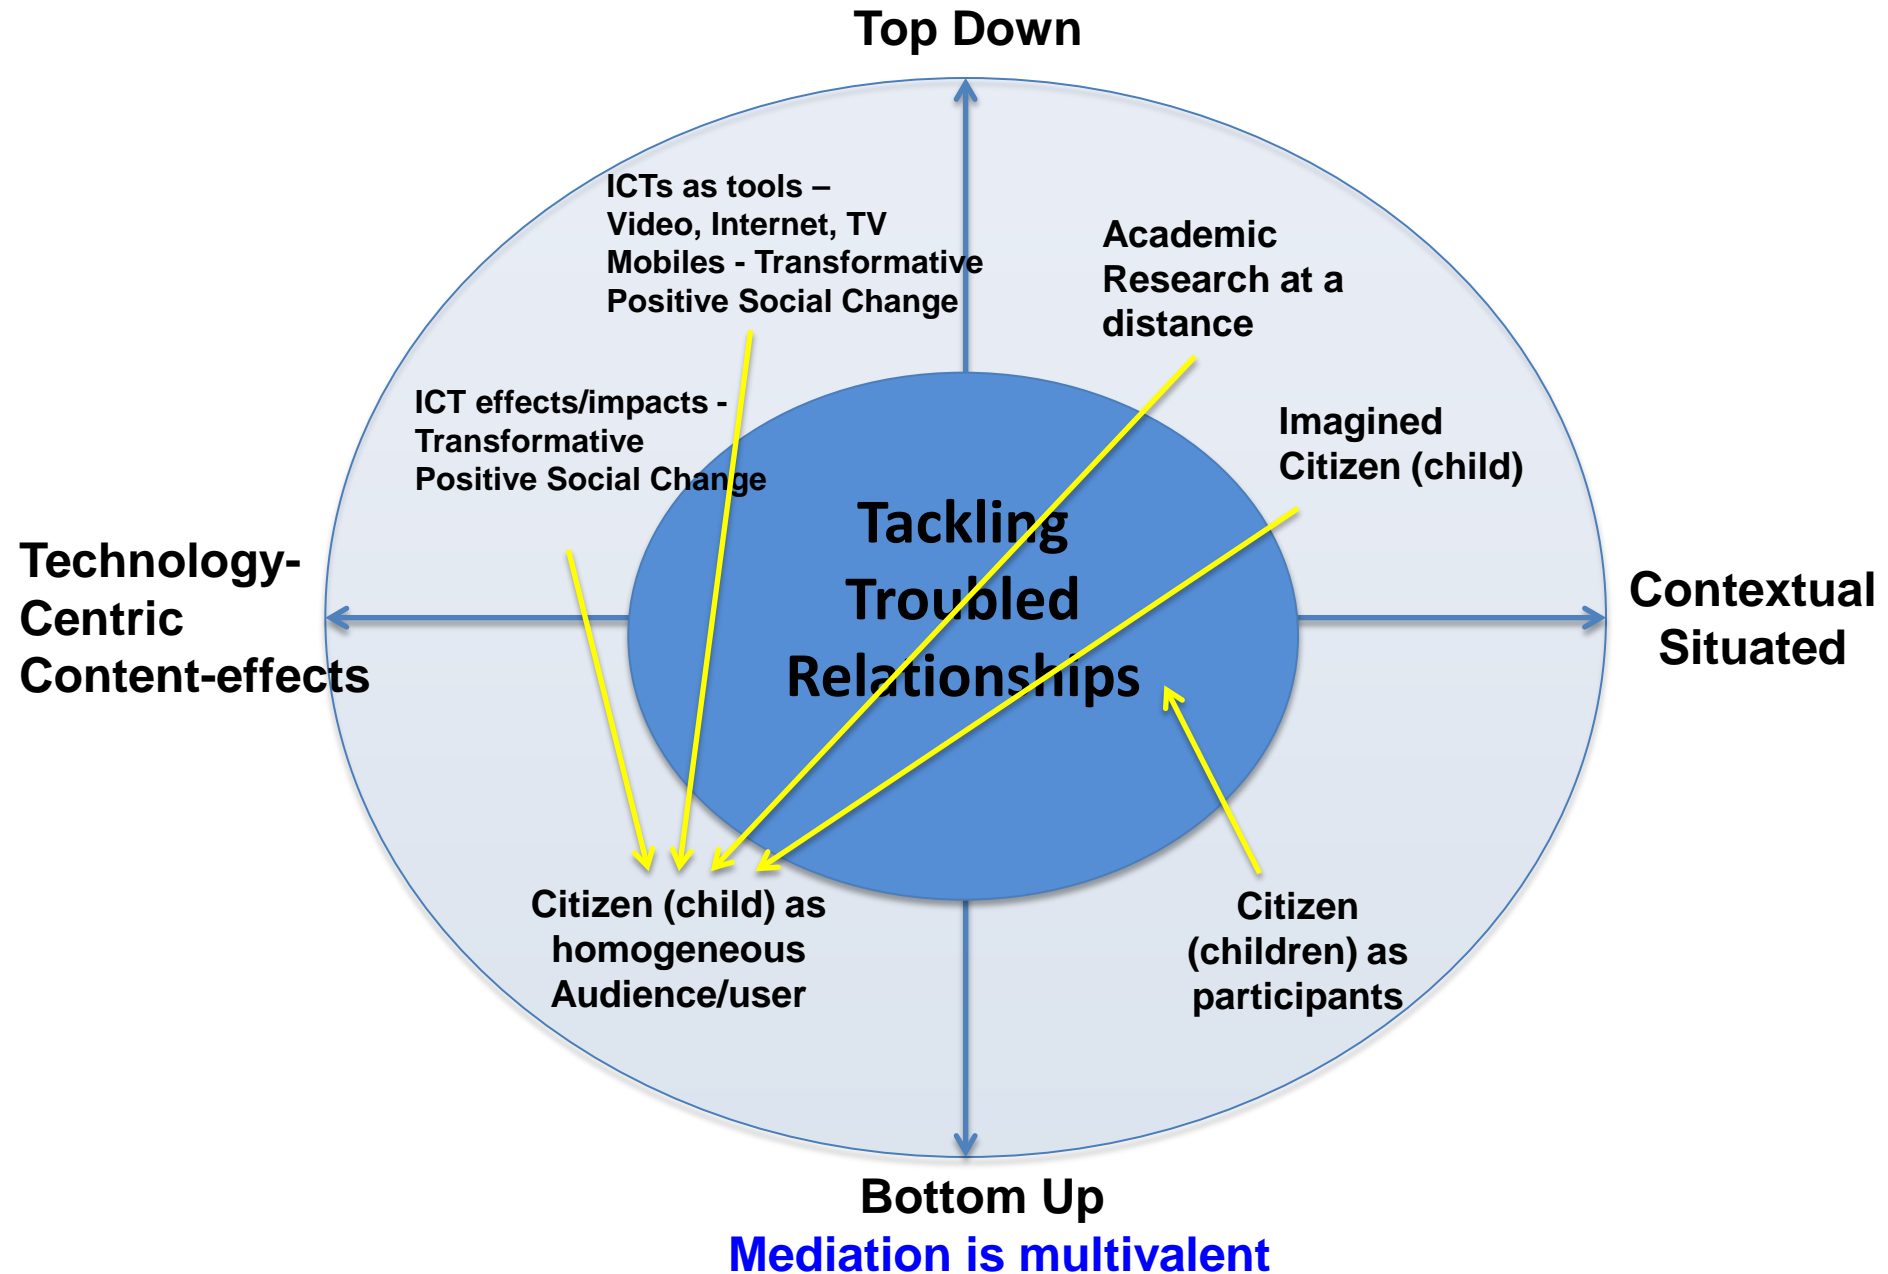 Top Down
ICTs as tools –
Video, Internet, TV
Mobiles - Transformative
Positive Social Change
Academic
Research at a
distance
ICT effects/impacts -
Transformative
Positive Social Change
Imagined
Citizen (child)
Tackling
Troubled
Relationships
Technology-
Centric
Content-effects
Contextual
Situated
Citizen (child) as
homogeneous
Audience/user
Citizen
(children) as
participants
Bottom Up
Mediation is multivalent